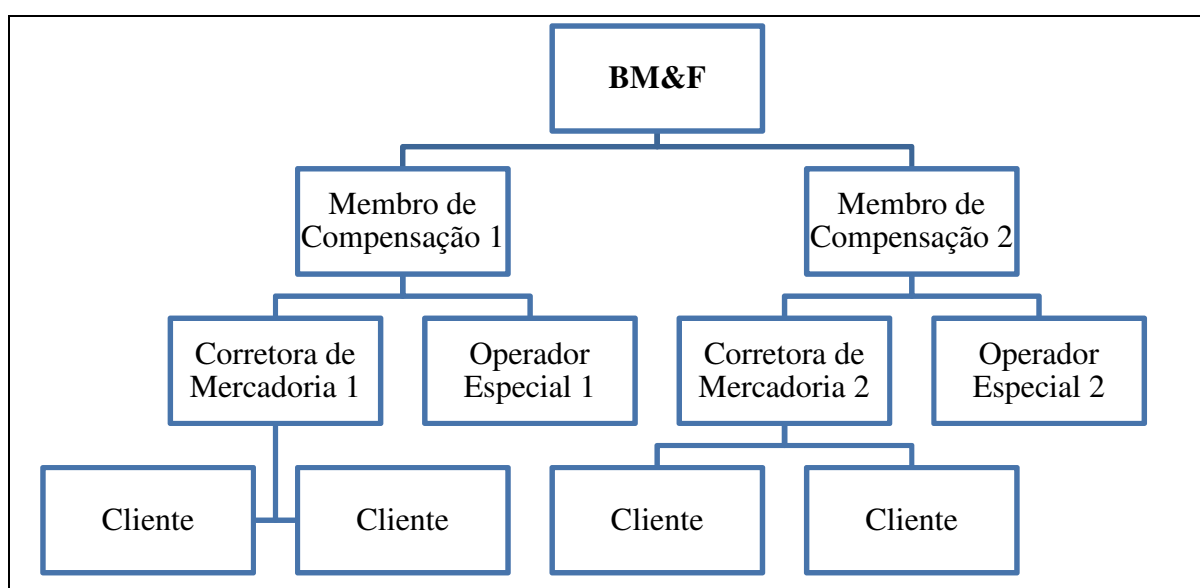 BM&F
Membro de
Compensação 1
Membro de
Compensação 2
Corretora de
Mercadoria 1
Operador
Especial 1
Corretora de
Mercadoria 2
Operador
Especial 2
Cliente
Cliente
Cliente
Cliente